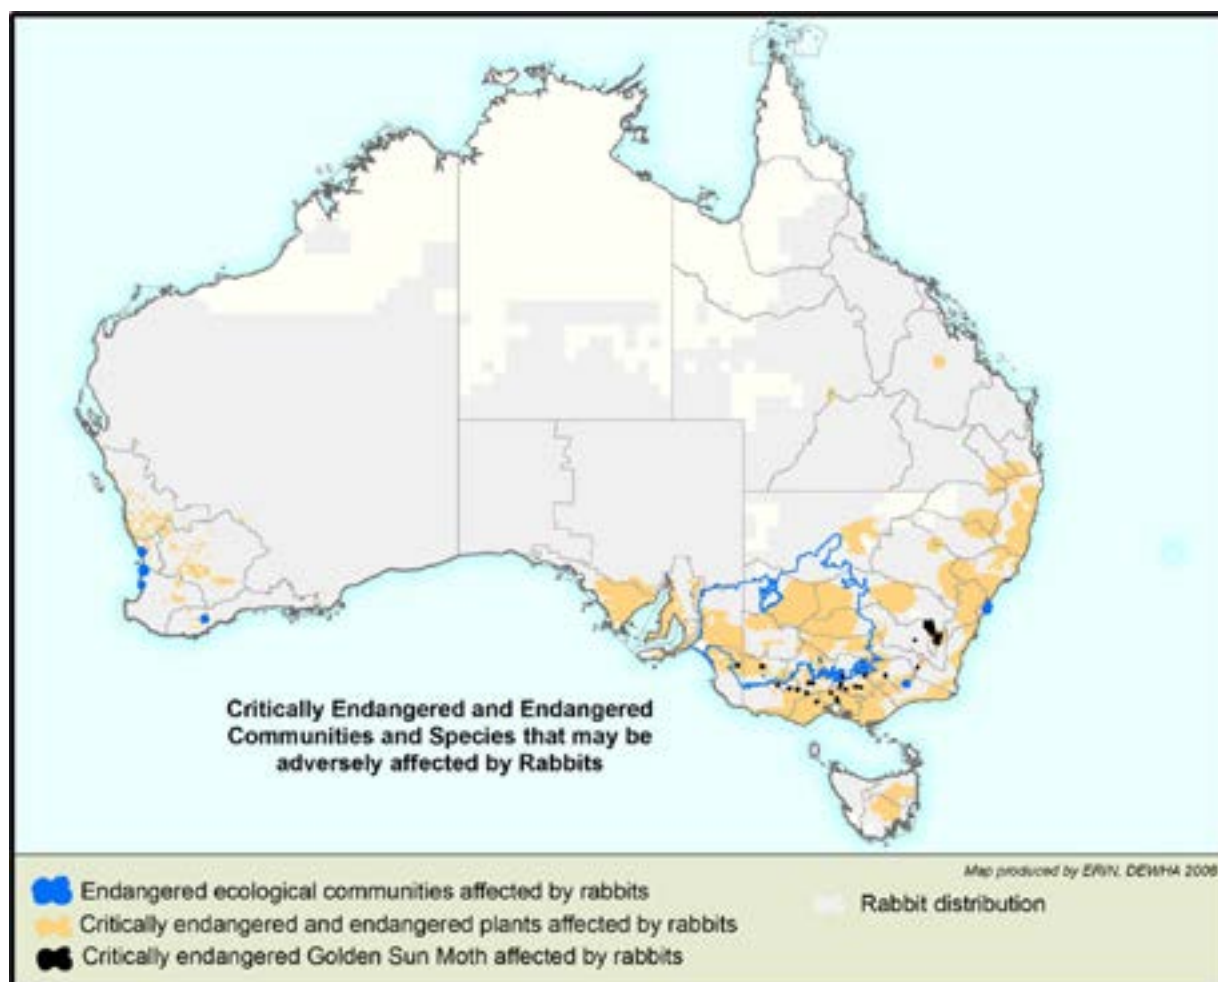 Critically Endangered and Endangered
Communities and Species that may be
adversely affected by Rabbits
Map produced by ERIN, DEWHA 2008
Endangered ecological communities affected by rabbits
Rabbit distribution
Critically endangered and endangered plants affected by rabbits
Critically endangered Golden Sun Moth affected by rabbits